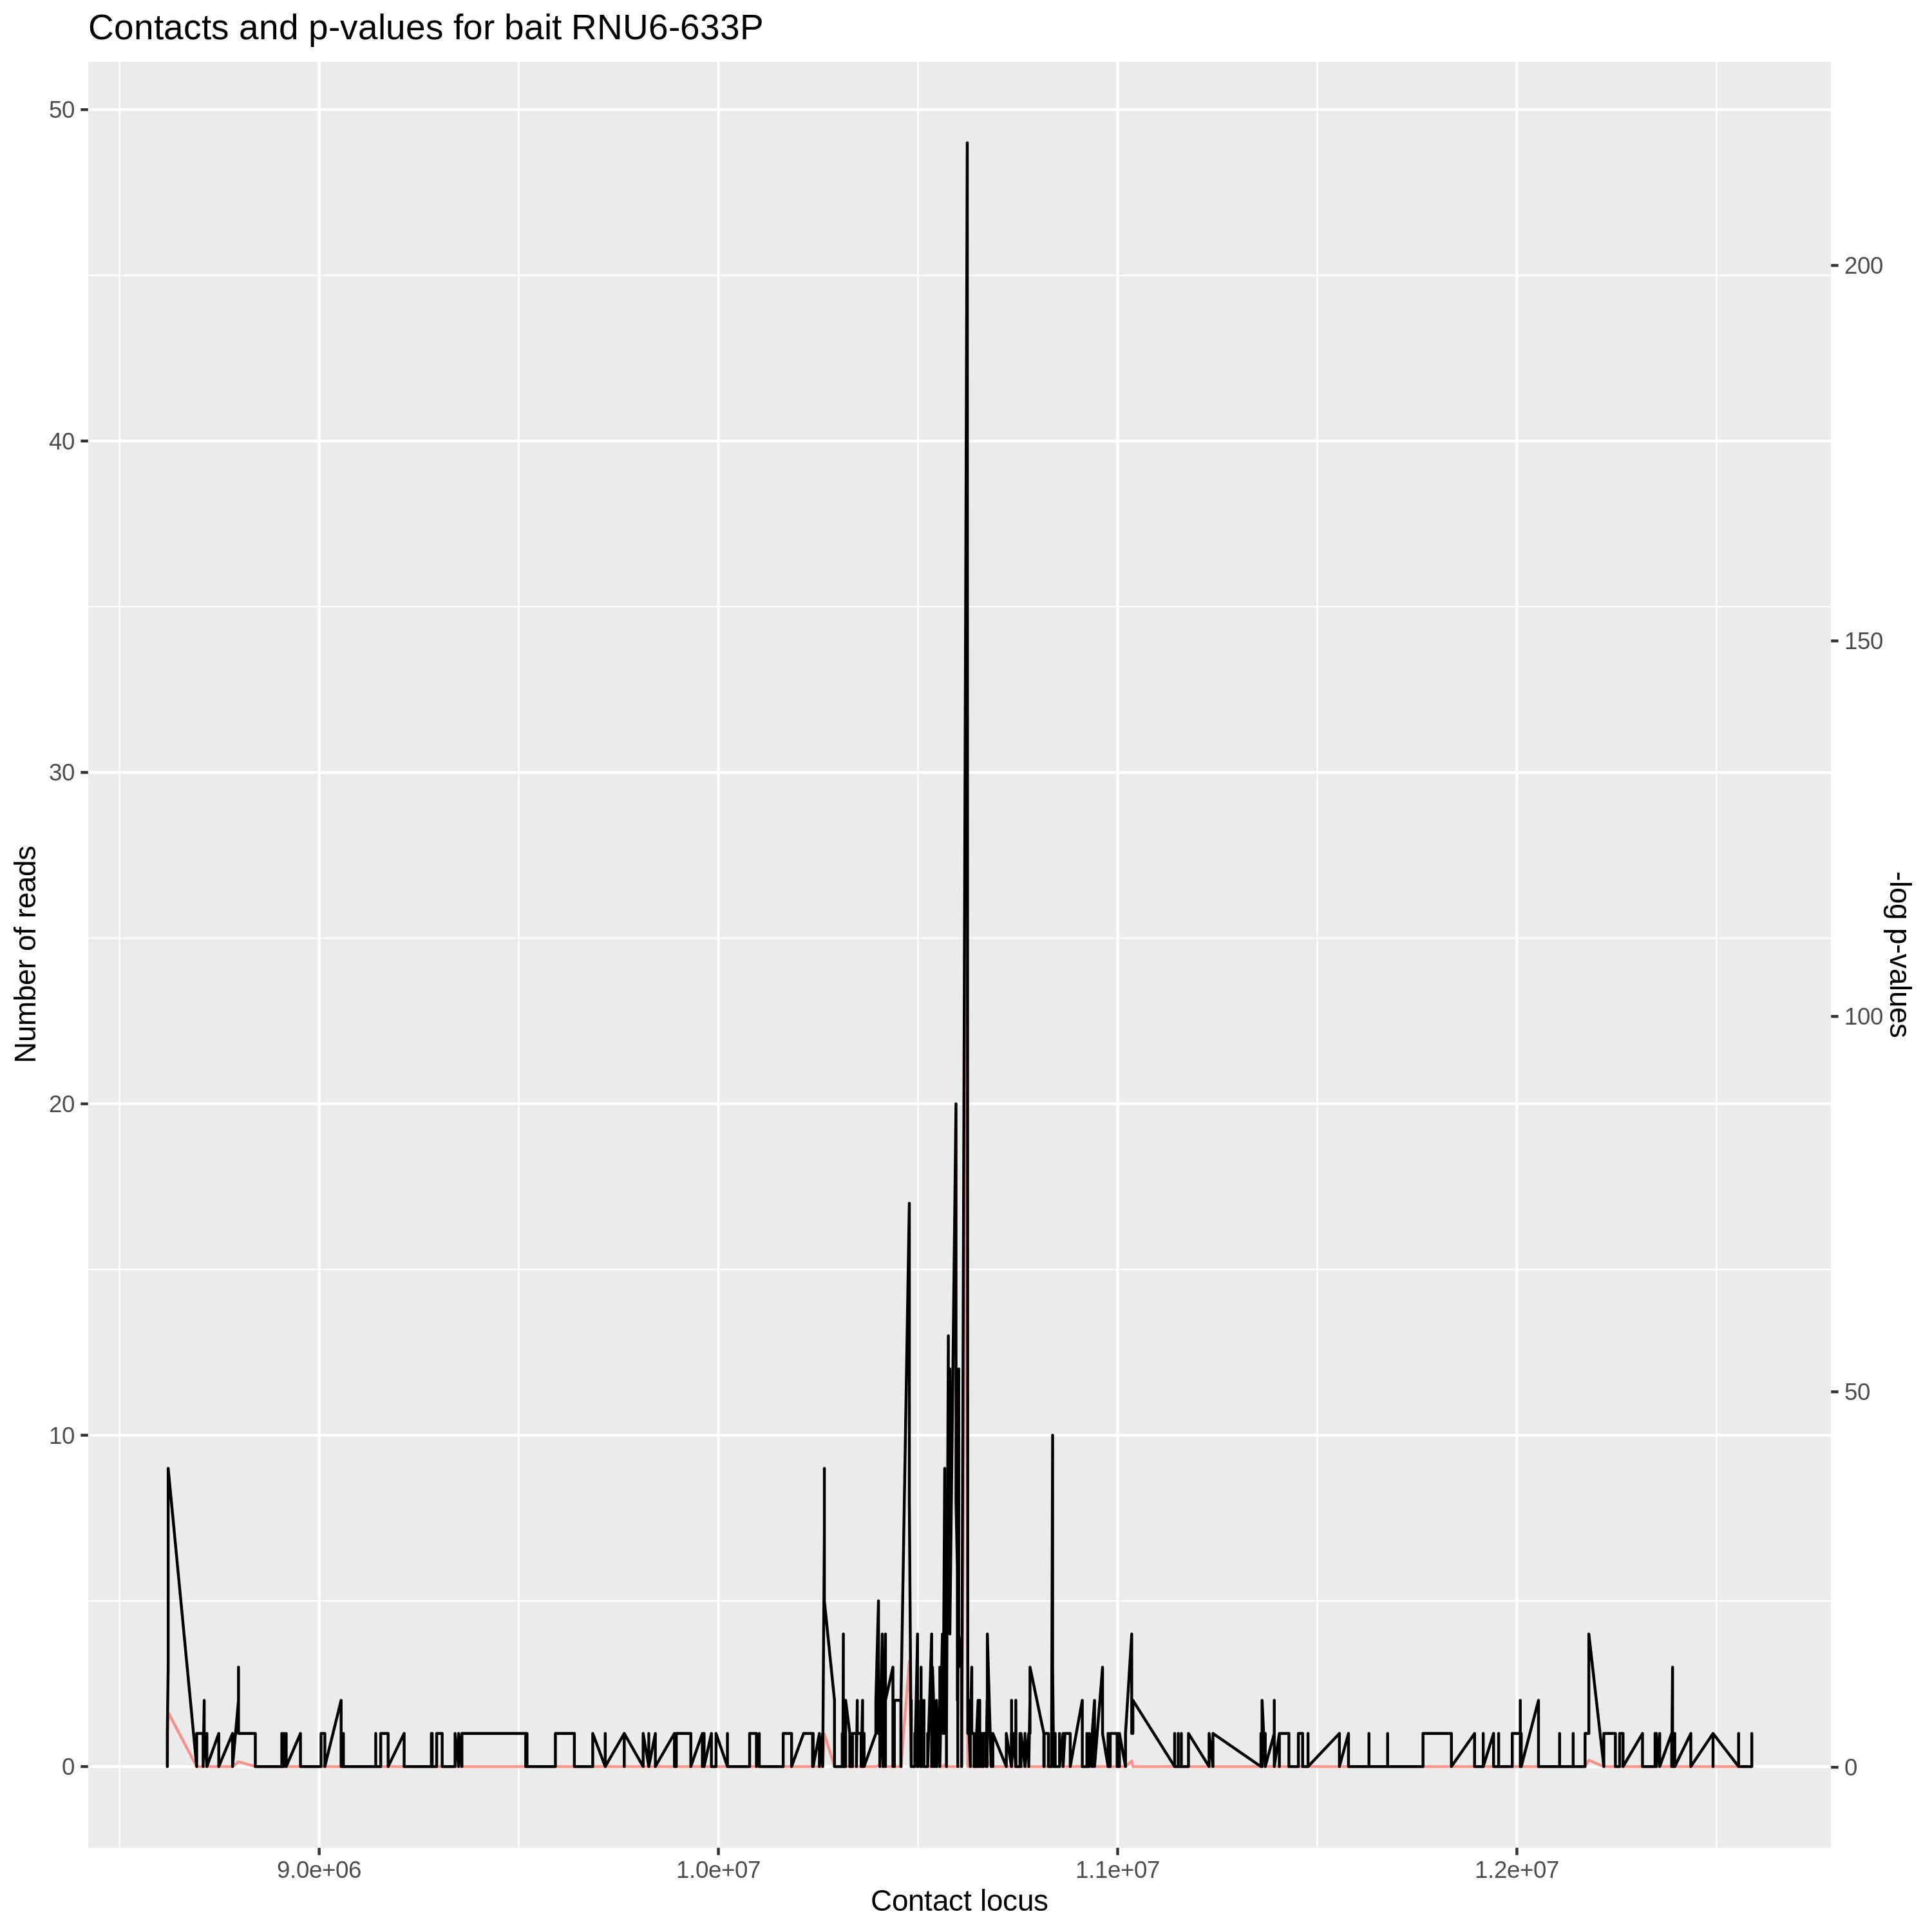 Contacts and p-values for bait RNU6-633P
50
40
30
20
10
0
Number of reads
200
150
100
50
0
-log p-values
9.0e+06
1.0e+07
1.1e+07
1.2e+07
Contact locus